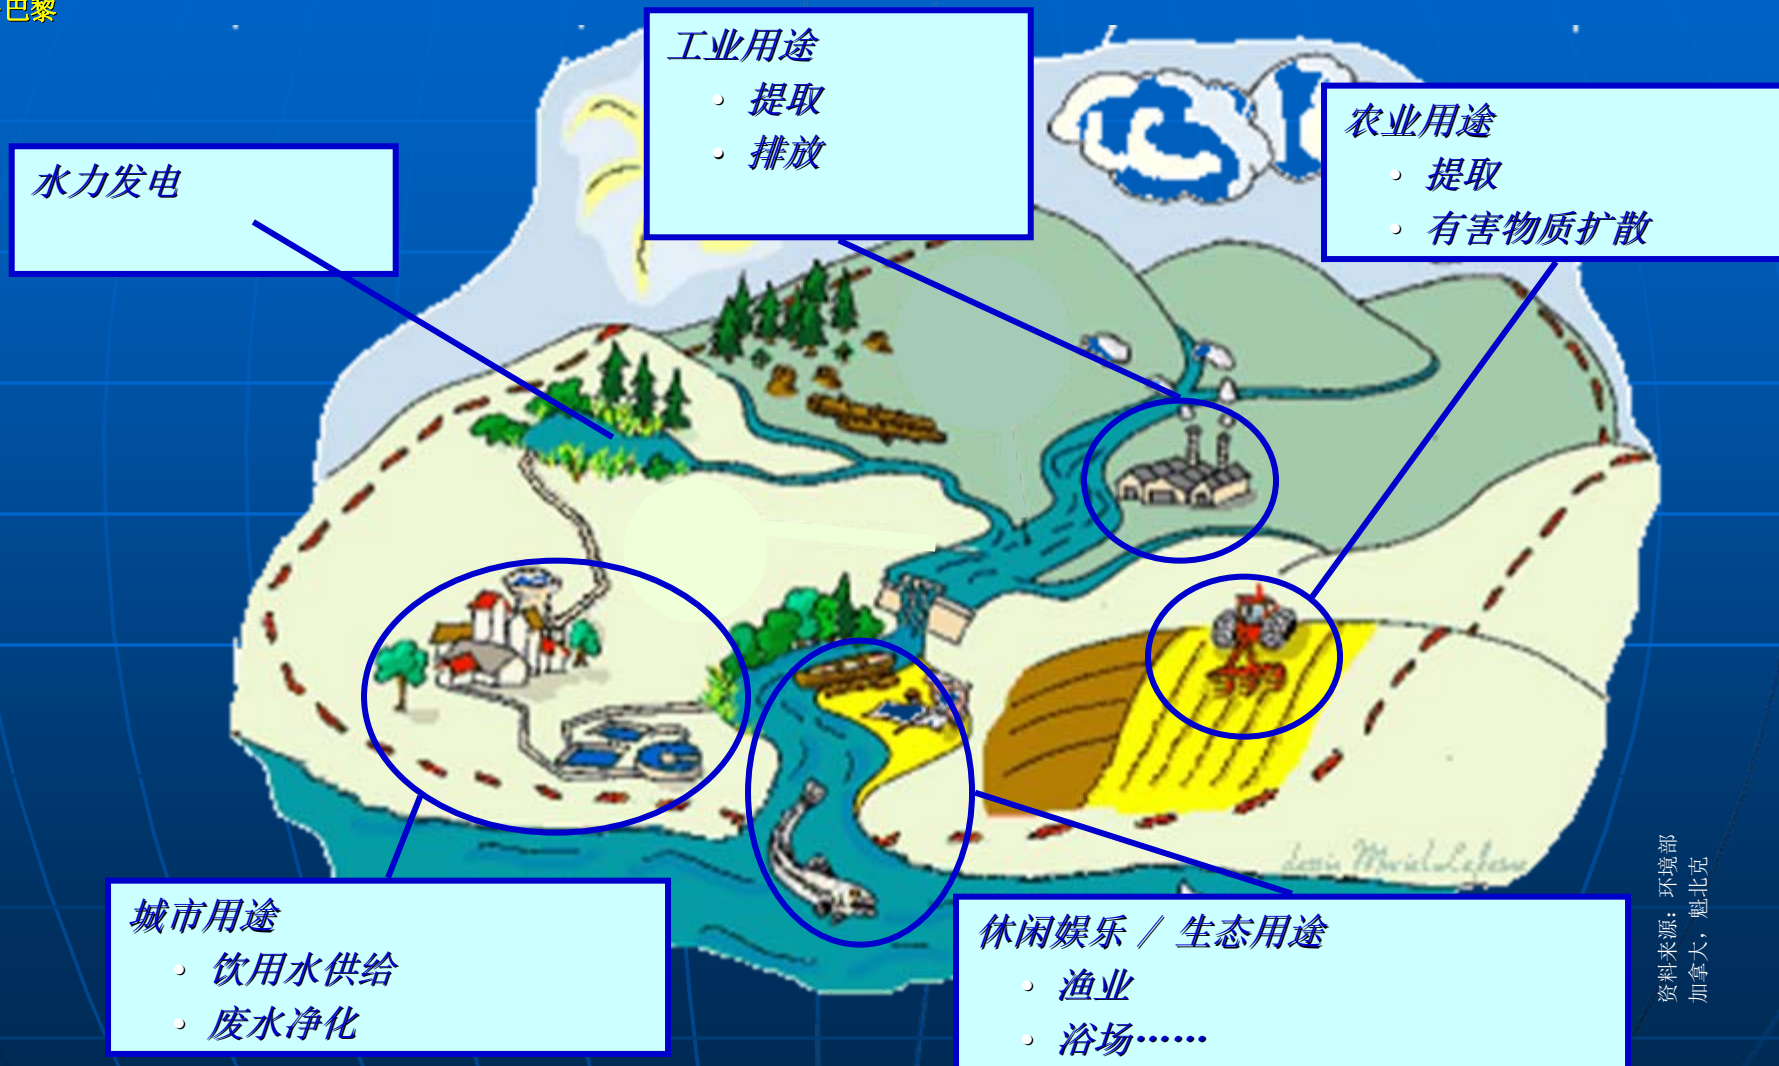 巴黎
工业用途
• 提取
• 排放
农业用途
• 提取
• 有害物质扩散
水力发电
城市用途
• 饮用水供给
• 废水净化
休闲娱乐 / 生态用途
• 渔业
• 浴场……
资料来源：环境部
加拿大，魁北克